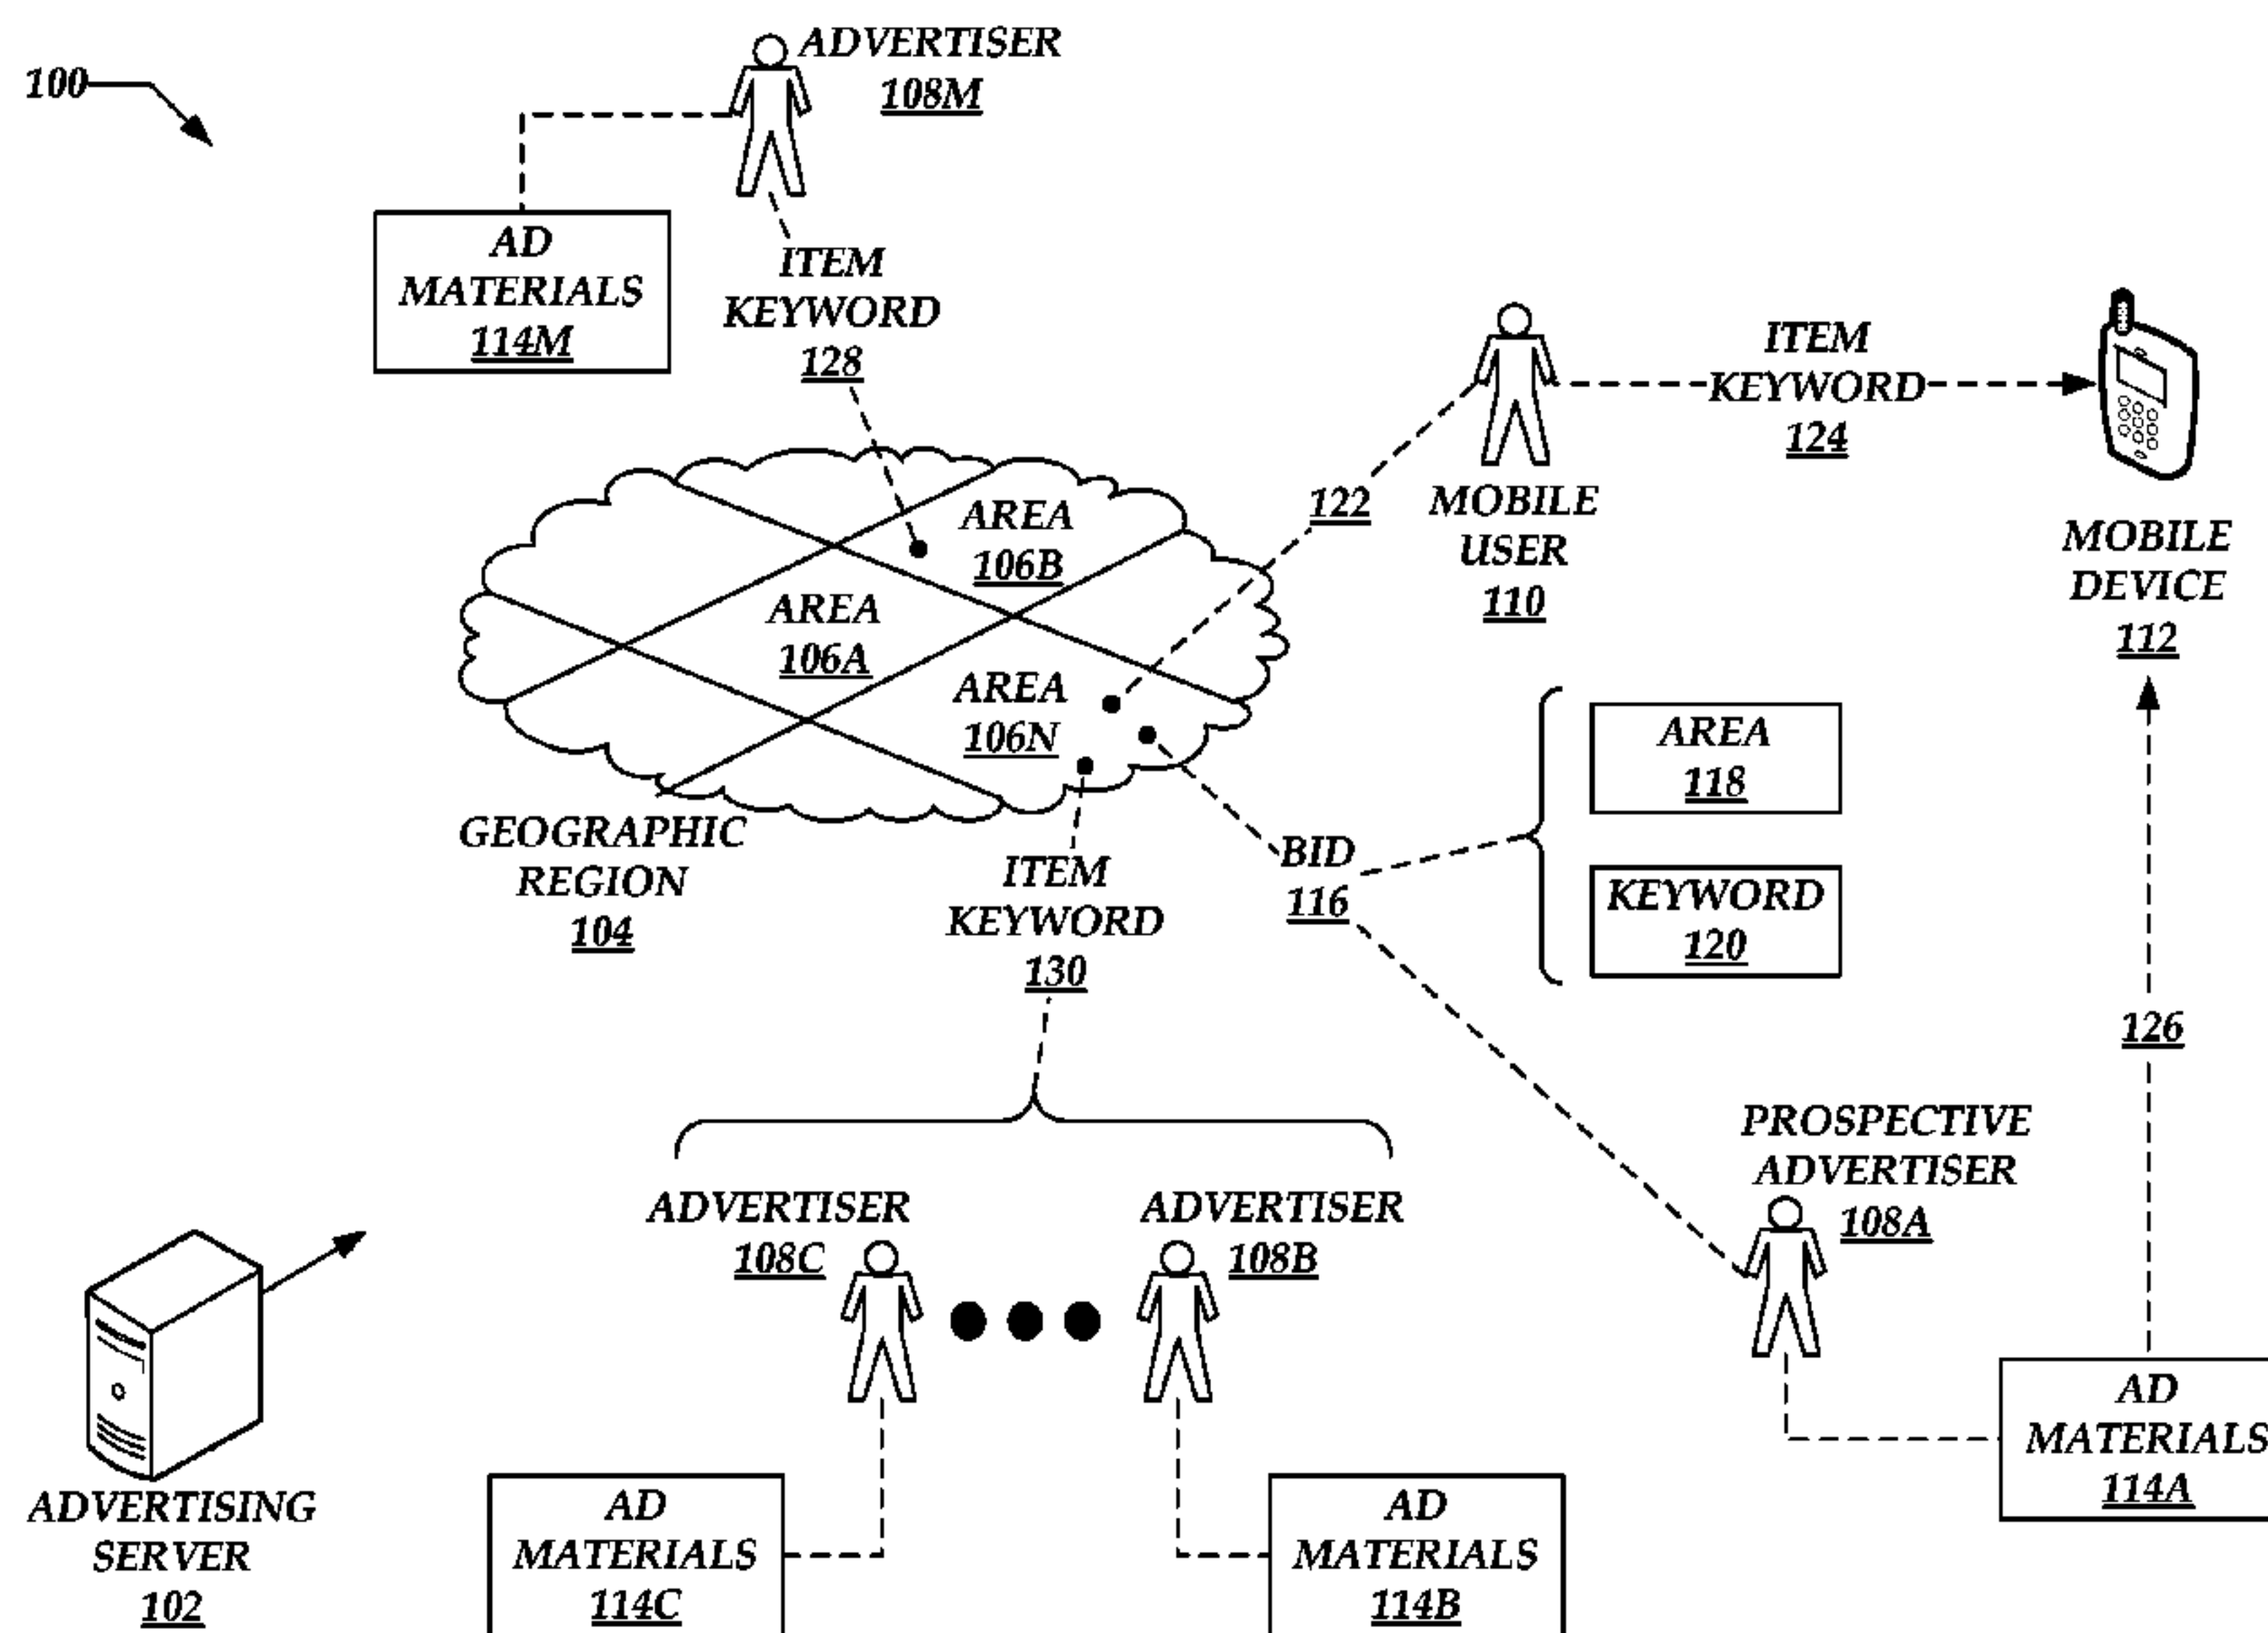 100
ADVERTISER
108M
AD
MATERIALS
114M
ITEM
KEYWORD
128
ITEM
KEYWORD
124
MOBILE
USER
110
122
MOBILE
DEVICE
112
AREA
106B
AREA
106A
AREA
106N
GEOGRAPHIC
REGION
104
AREA
118
KEYWORD
120
BID
116
ITEM
KEYWORD
130
126
PROSPECTIVE
ADVERTISER
108A
ADVERTISER
108C
ADVERTISER
108B
AD
MATERIALS
114A
ADVERTISING
SERVER
102
AD
MATERIALS
114C
AD
MATERIALS
114B